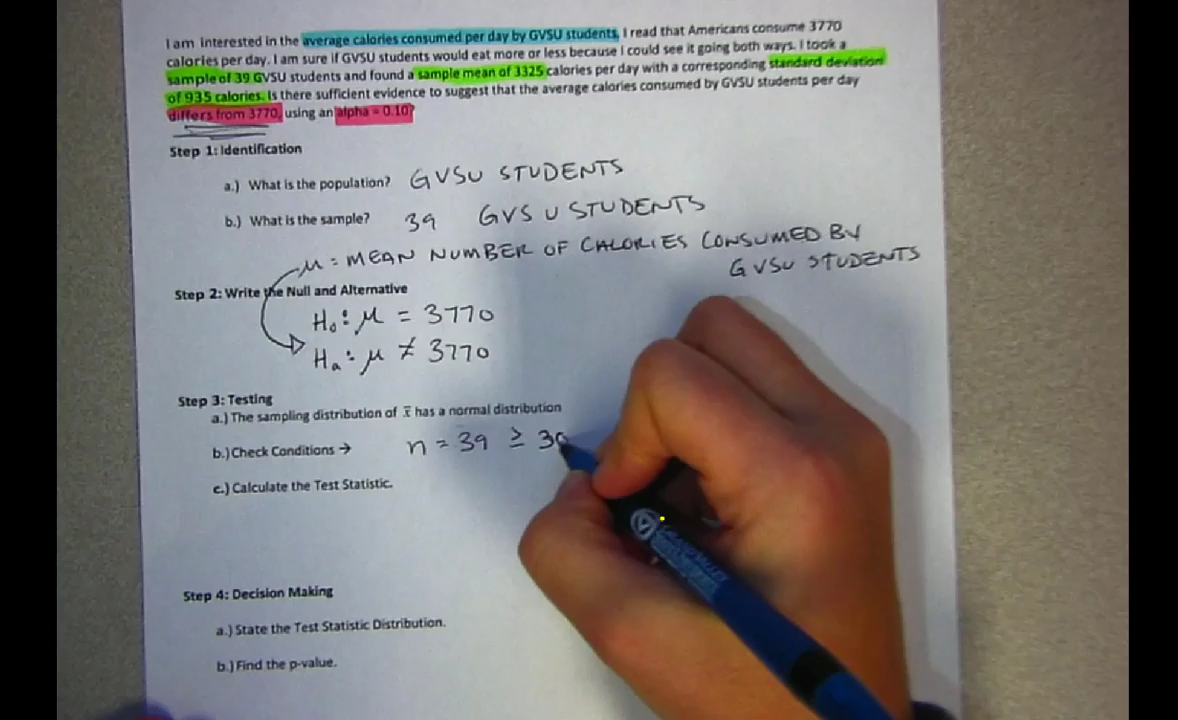 I am interested in the average calories consumed per day by GVSU students. I read that Americans consume 3770
calories per day. I am sure if GVSU students would eat more or less because I could see it going both ways. I took a
sample of 39 GVSU students and found a sample mean of 3325 calories per day with a corresponding standard deviation
of 935 calories. Is there sufficient evidence to suggest that the average calories consumed by GVSU students per day
differs from 3770, using an alpha = 0.10?
Step 1: Identification
a.) What is the population? GVSU STUDENTS
b.) What is the sample? 39 GVSU STUDENTS
μ = MEAN NUMBER OF CALORIES CONSUMED BY
GVSU STUDENTS
Step 2: Write the Null and Alternative
H₀: μ = 3770
Hₐ: μ ≠ 3770
Step 3: Testing
a.) The sampling distribution of x̄ has a normal distribution
b.) Check Conditions → n = 39 ≥ 30
c.) Calculate the Test Statistic.
Step 4: Decision Making
a.) State the Test Statistic Distribution.
b.) Find the p-value.